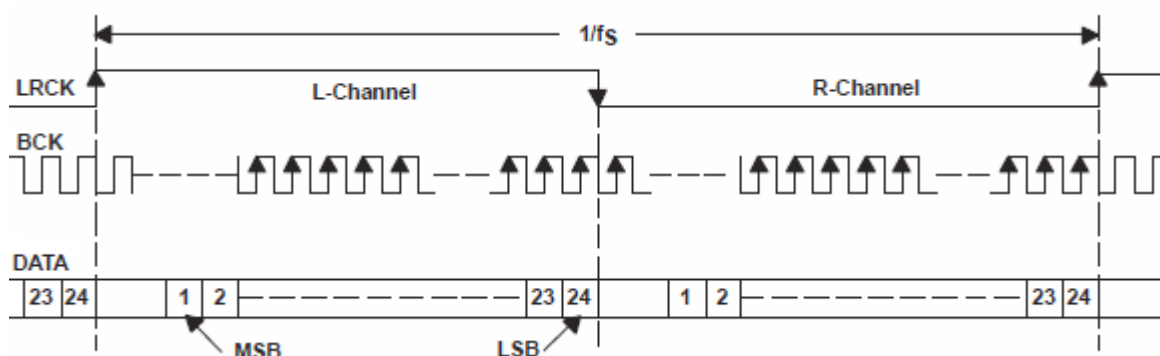 1/fS
LRCK
L-Channel
R-Channel
BCK
DATA
23 24 1 2 23 24 1 2 23 24
MSB
LSB